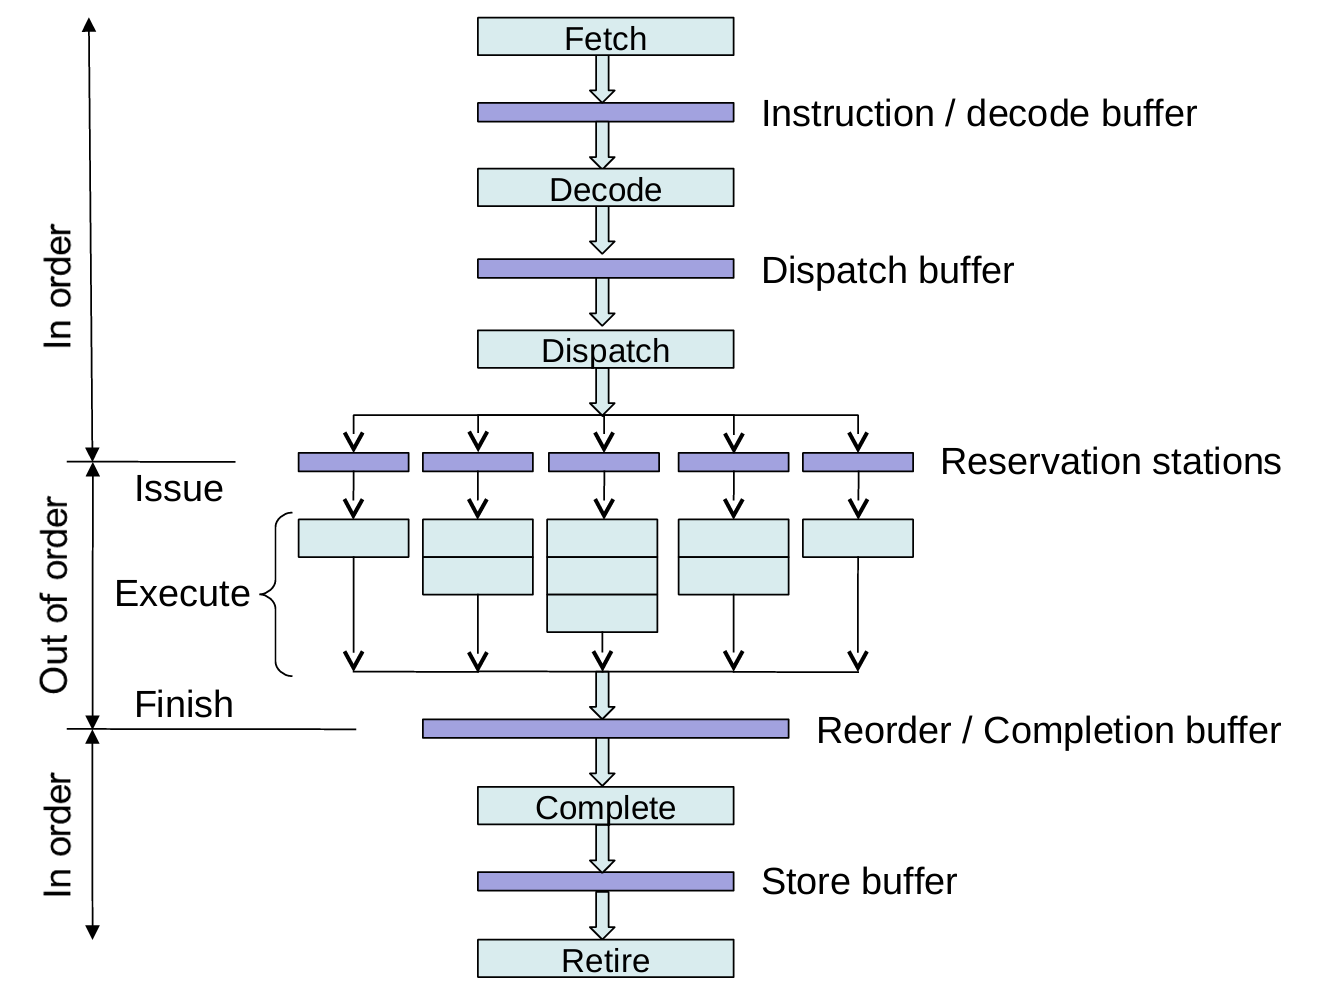 Fetch
Instruction / decode buffer
Decode
In order
Dispatch buffer
Dispatch
Reservation stations
Issue
Out of order
Execute
Finish
Reorder / Completion buffer
In order
Complete
Store buffer
Retire